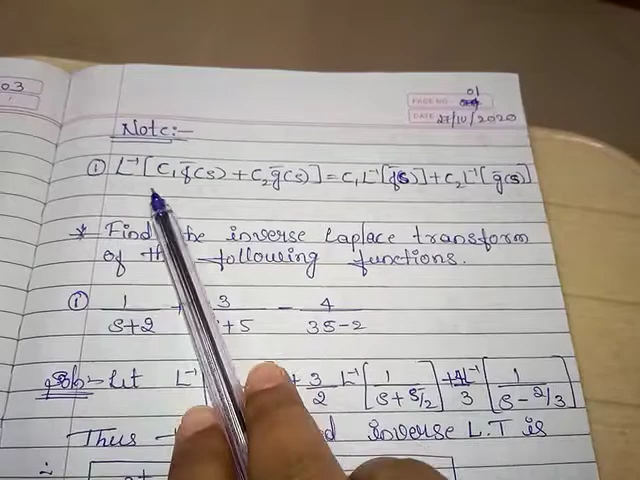 03
PAGE NO. 01
DATE 27/10/2020
Note:-
① L⁻¹[C₁f̄(s) + C₂ḡ(s)] = C₁L⁻¹[f̄(s)] + C₂L⁻¹[ḡ(s)]
* Find the inverse Laplace transform
of following functions.
① 1/(s+2) + 3/ +5 - 4/(3s-2)
Sol:- Let L⁻¹ + 3/2 L⁻¹[1/(s+5/2)] + 4/3 L⁻¹[1/(s-2/3)]
Thus inverse L.T is
∴